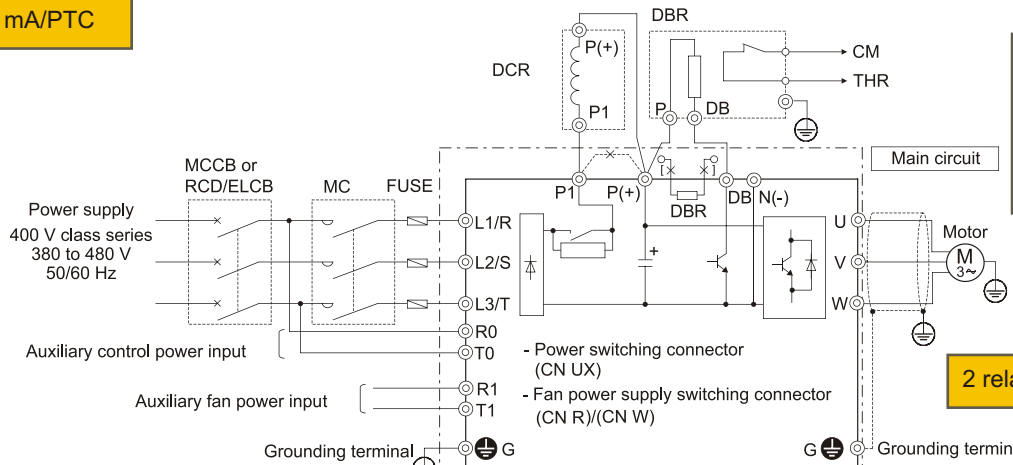 mA/PTC
DBR
P(+)
DCR
P1
CM
THR
P
DB
Main circuit
MCCB or
RCD/ELCB
MC
FUSE
P1
P(+)
[
]
DBR
DB
N(-)
Power supply
400 V class series
380 to 480 V
50/60 Hz
L1/R
L2/S
L3/T
+
U
V
W
Motor
M
3~
R0
T0
Auxiliary control power input
- Power switching connector
(CN UX)
R1
T1
Auxiliary fan power input
- Fan power supply switching connector
(CN R)/(CN W)
2 rela
Grounding terminal
G
G
Grounding termin